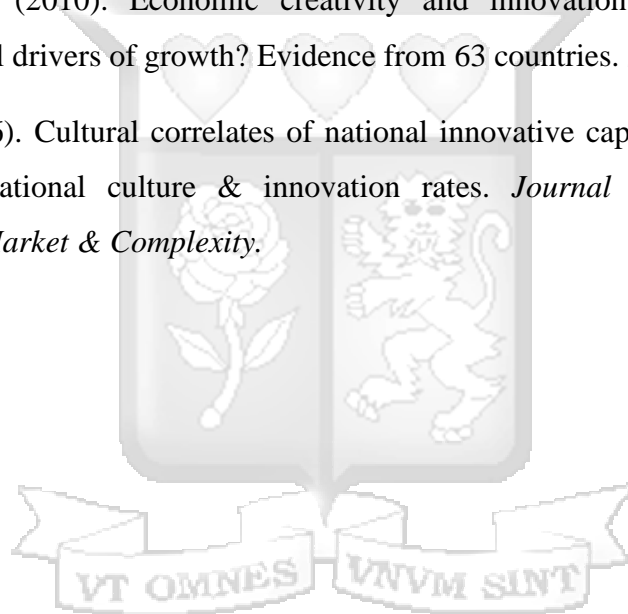 (2010). Economic creativity and innovation
l drivers of growth? Evidence from 63 countries.
). Cultural correlates of national innovative cap
ational culture & innovation rates. Journal
Market & Complexity.
VT OMNES VNVM SINT